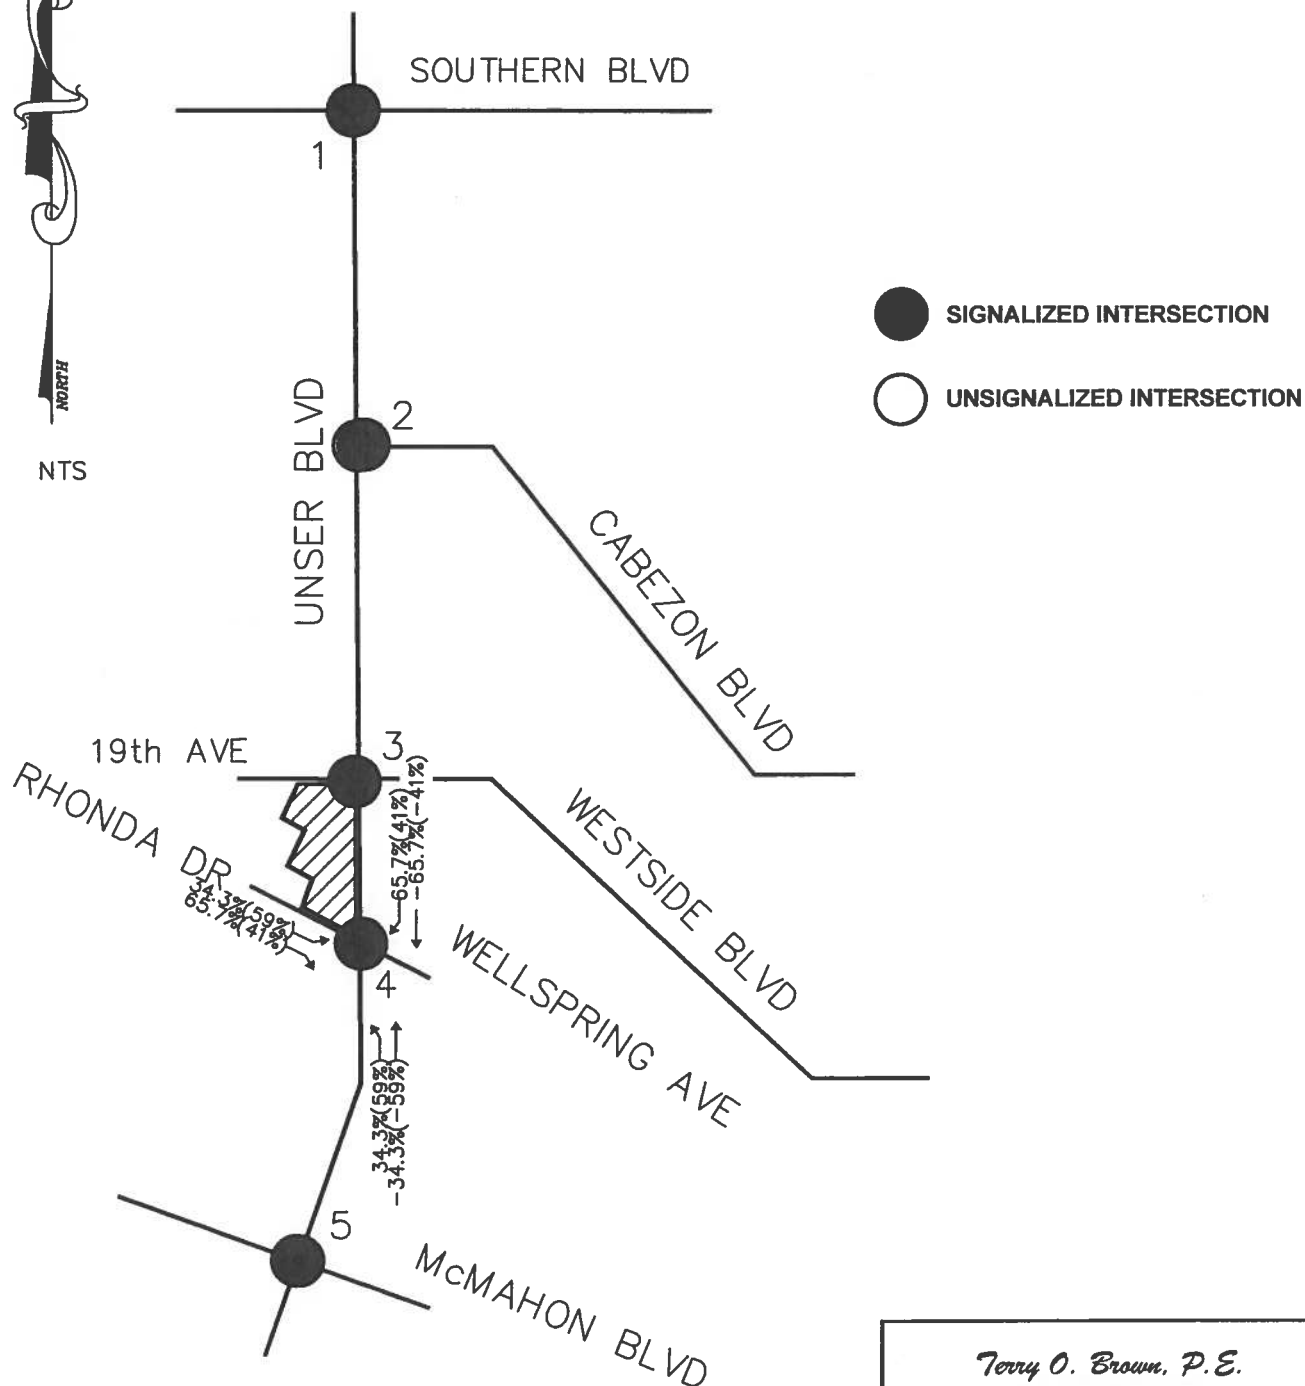 SOUTHERN BLVD
1
SIGNALIZED INTERSECTION
UNSIGNALIZED INTERSECTION
NORTH
NTS
UNSER BLVD
2
CABEZON BLVD
19th AVE
3
RHONDA DR
WESTSIDE BLVD
65.7%(41%)
-65.7%(-41%)
34.3%(59%)
65.7%(41%)
4
WELLSPRING AVE
34.3%(59%)
-34.3%(-59%)
5
McMAHON BLVD
Terry O. Brown, P.E.